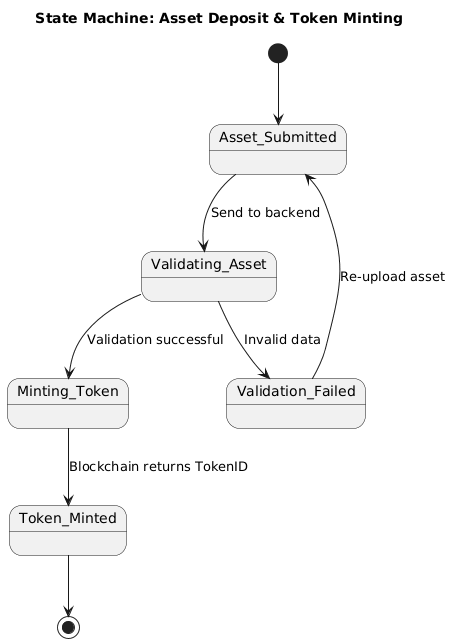 State Machine: Asset Deposit & Token Minting
Asset_Submitted
Send to backend
Validating_Asset
Re-upload asset
Validation successful
Invalid data
Minting_Token
Validation_Failed
Blockchain returns TokenID
Token_Minted